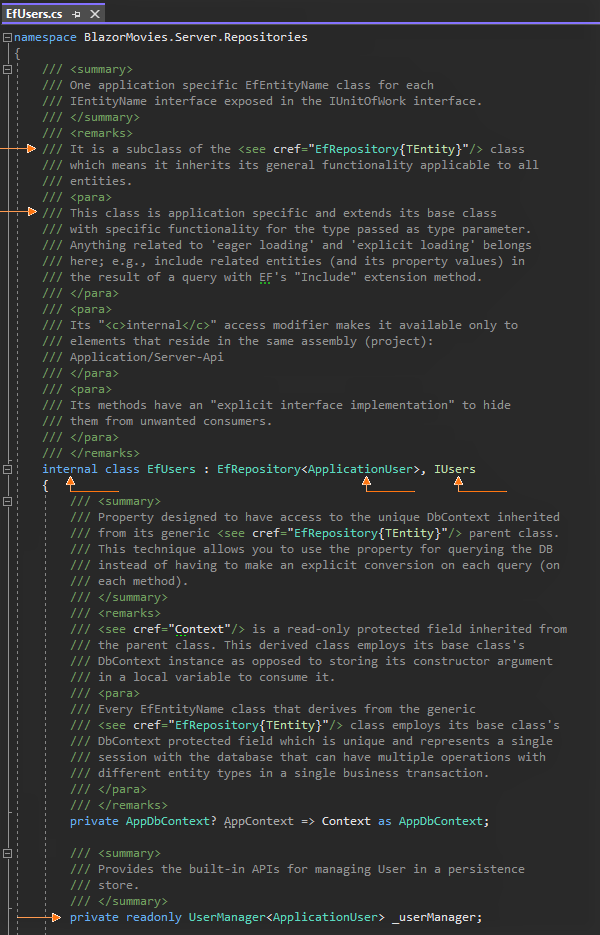 EfUsers.cs
namespace BlazorMovies.Server.Repositories
{
/// <summary>
/// One application specific EfEntityName class for each
/// IEntityName interface exposed in the IUnitOfWork interface.
/// </summary>
/// <remarks>
/// It is a subclass of the <see cref="EfRepository{TEntity}"/> class
/// which means it inherits its general functionality applicable to all
/// entities.
/// <para>
/// This class is application specific and extends its base class
/// with specific functionality for the type passed as type parameter.
/// Anything related to 'eager loading' and 'explicit loading' belongs
/// here; e.g., include related entities (and its property values) in
/// the result of a query with EF's "Include" extension method.
/// </para>
/// <para>
/// Its "<c>internal</c>" access modifier makes it available only to
/// elements that reside in the same assembly (project):
/// Application/Server-Api
/// </para>
/// <para>
/// Its methods have an "explicit interface implementation" to hide
/// them from unwanted consumers.
/// </para>
/// </remarks>
internal class EfUsers : EfRepository<ApplicationUser>, IUsers
{
/// <summary>
/// Property designed to have access to the unique DbContext inherited
/// from its generic <see cref="EfRepository{TEntity}"/> parent class.
/// This technique allows you to use the property for querying the DB
/// instead of having to make an explicit conversion on each query (on
/// each method).
/// </summary>
/// <remarks>
/// <see cref="Context"/> is a read-only protected field inherited from
/// the parent class. This derived class employs its base class's
/// DbContext instance as opposed to storing its constructor argument
/// in a local variable to consume it.
/// <para>
/// Every EfEntityName class that derives from the generic
/// <see cref="EfRepository{TEntity}"/> class employs its base class's
/// DbContext protected field which is unique and represents a single
/// session with the database that can have multiple operations with
/// different entity types in a single business transaction.
/// </para>
/// </remarks>
private AppDbContext? AppContext => Context as AppDbContext;
/// <summary>
/// Provides the built-in APIs for managing User in a persistence
/// store.
/// </summary>
private readonly UserManager<ApplicationUser> _userManager;